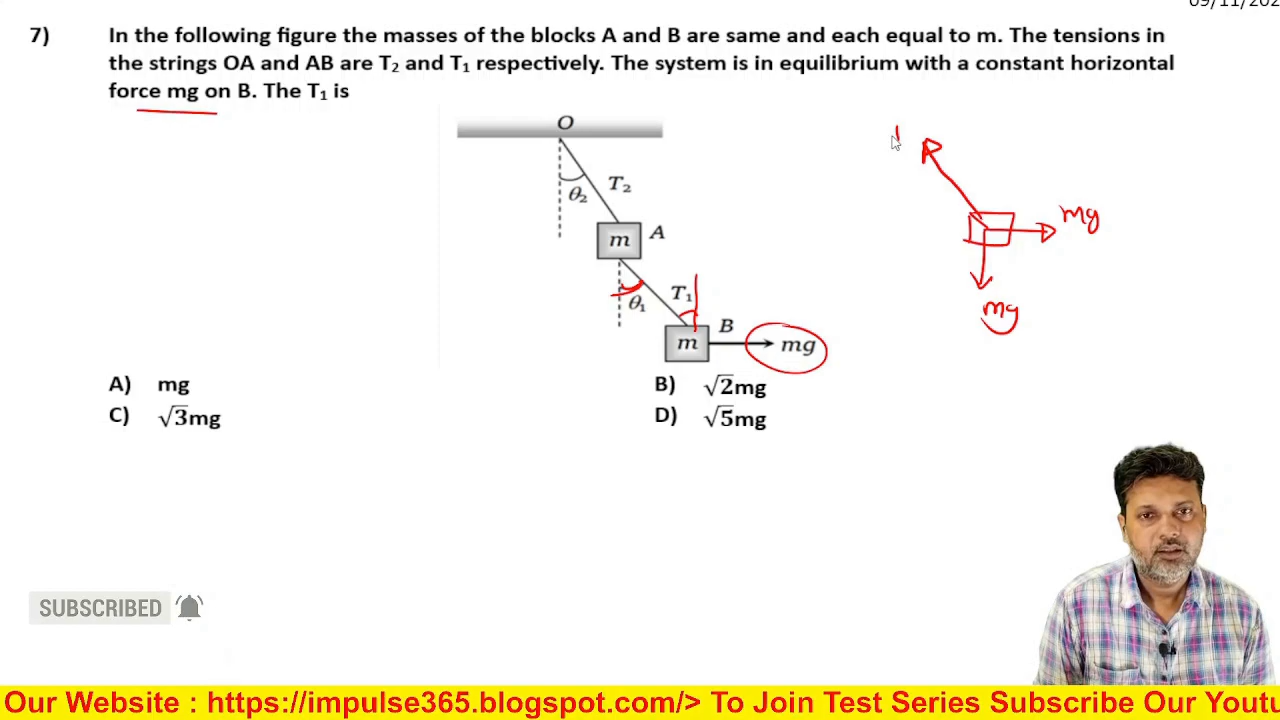 7) In the following figure the masses of the blocks A and B are same and each equal to m. The tensions in
the strings OA and AB are T₂ and T₁ respectively. The system is in equilibrium with a constant horizontal
force mg on B. The T₁ is
O
T₂
θ₂
m A
T₁
θ₁
B
m mg
mg
mg
A) mg B) √2mg
C) √3mg D) √5mg
SUBSCRIBED
Our Website : https://impulse365.blogspot.com/> To Join Test Series Subscribe Our